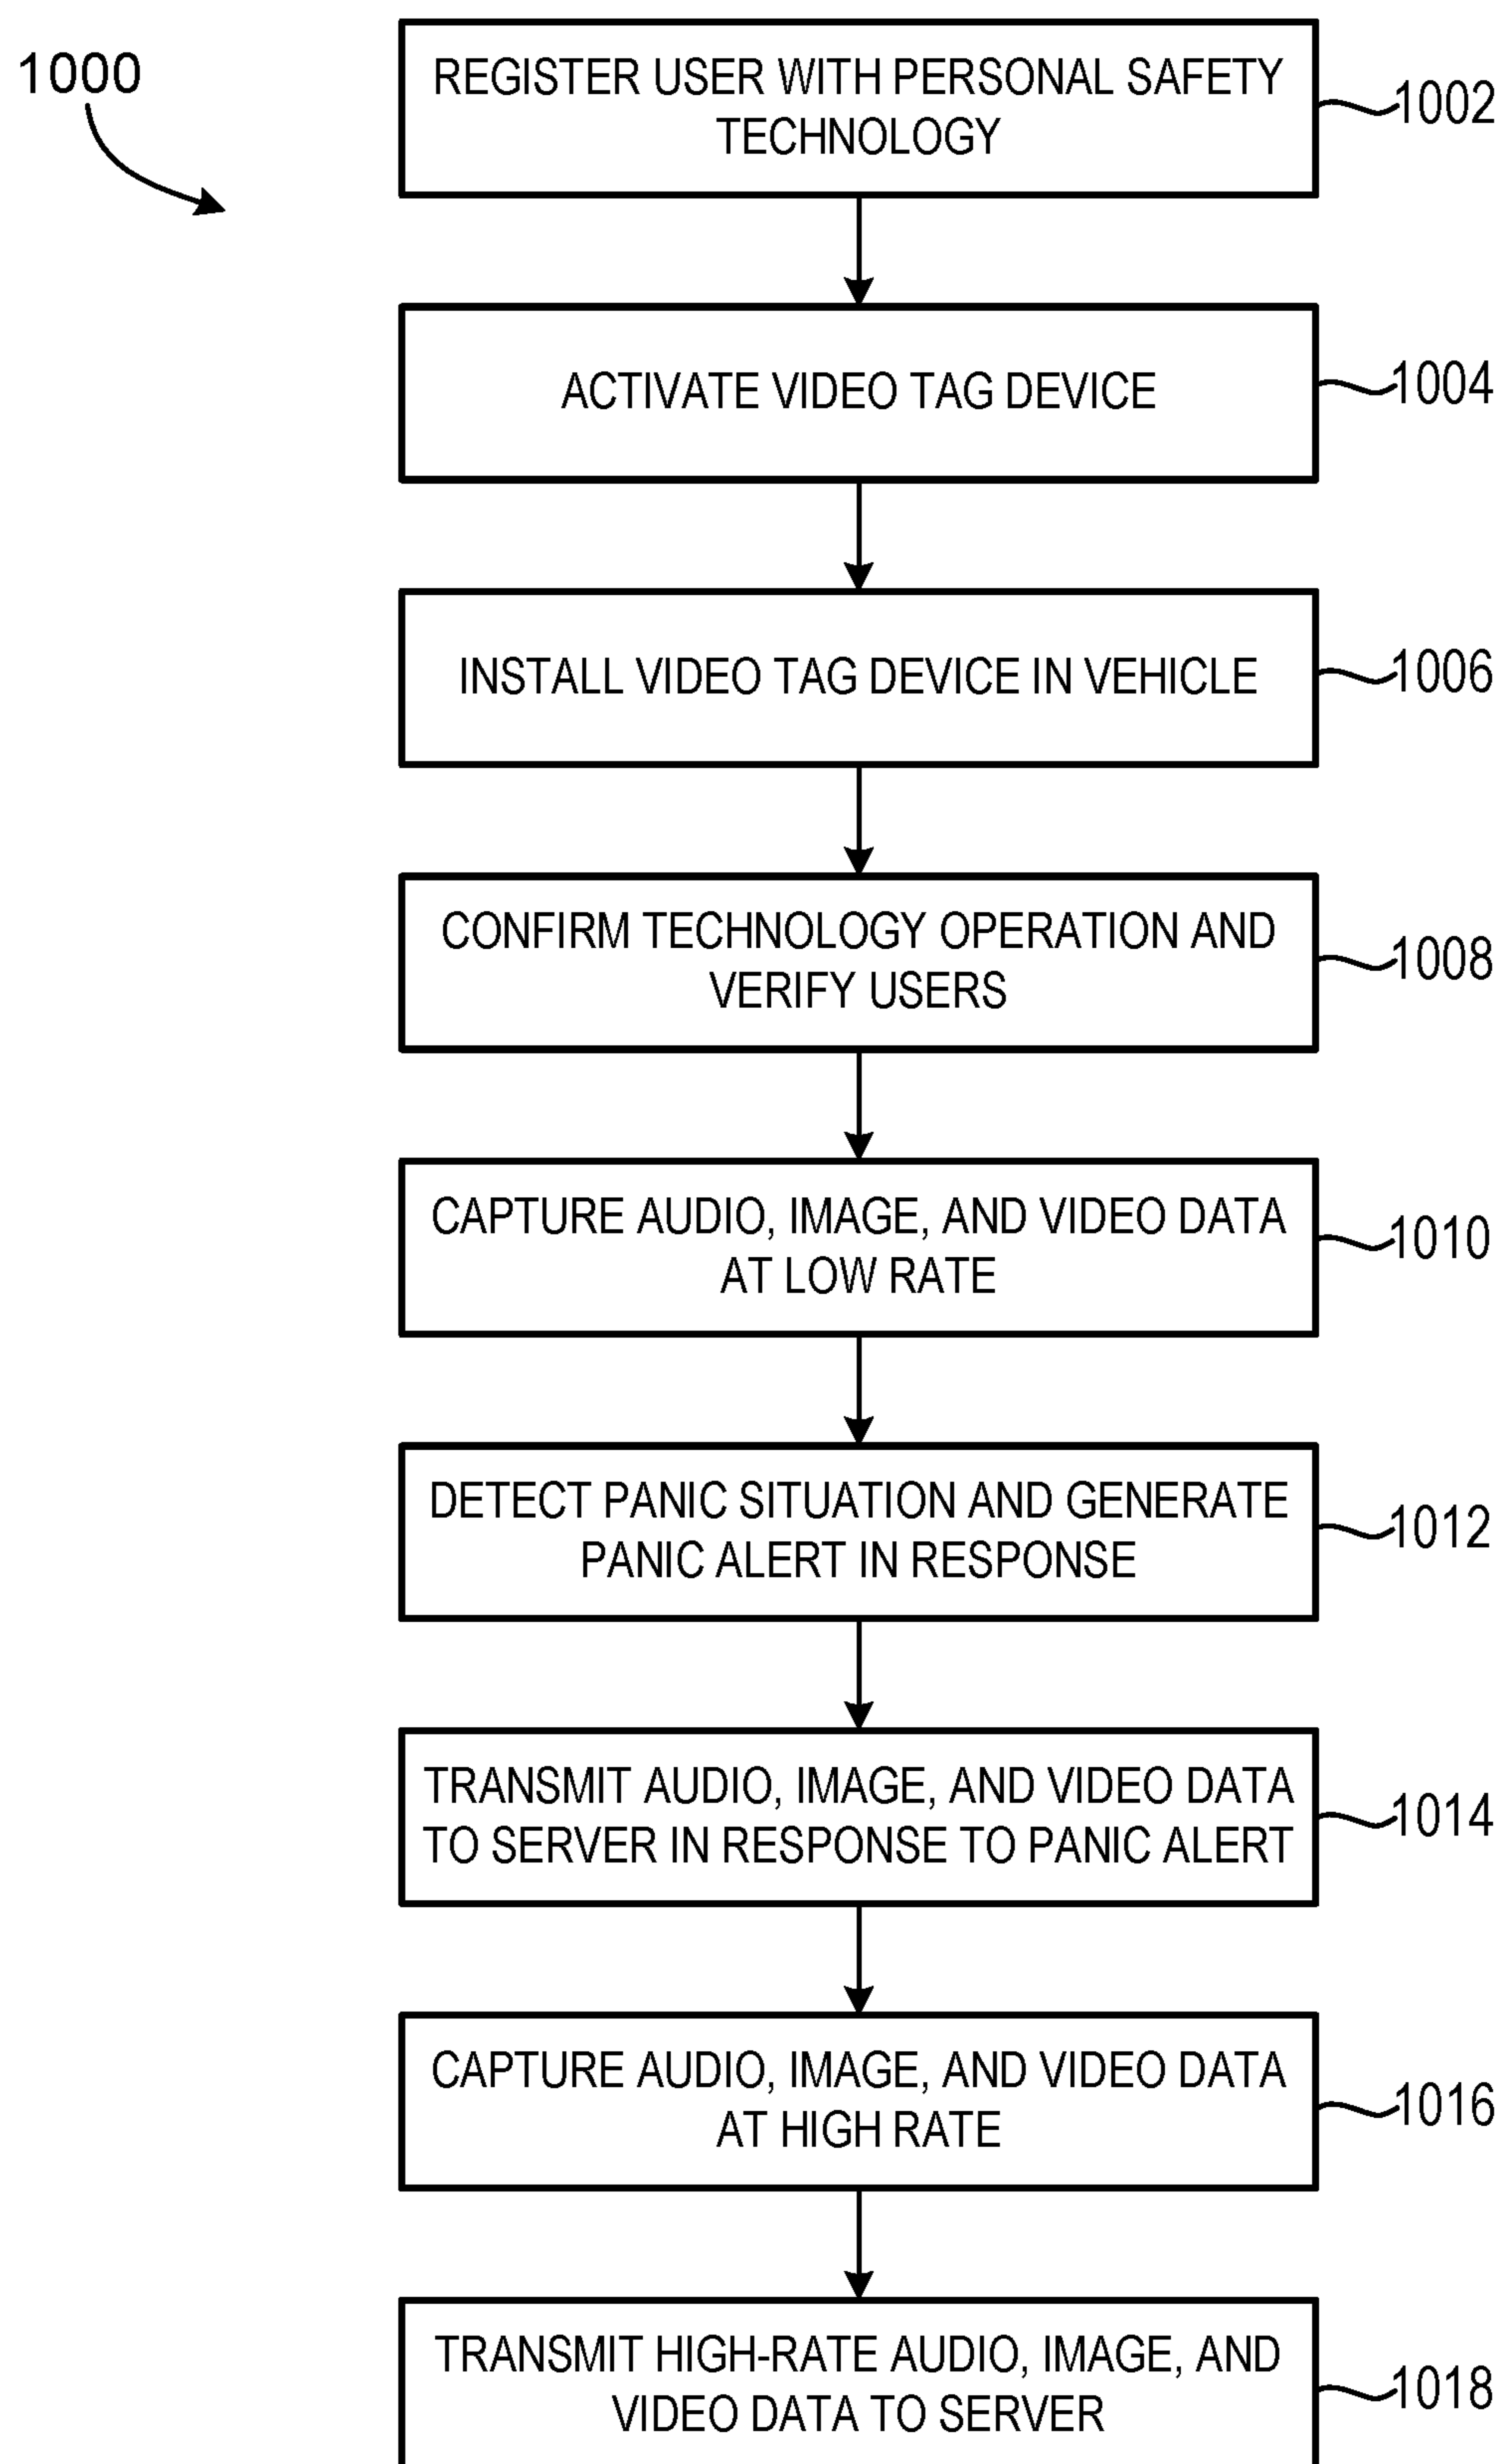 1000
REGISTER USER WITH PERSONAL SAFETY
TECHNOLOGY
1002
ACTIVATE VIDEO TAG DEVICE
1004
INSTALL VIDEO TAG DEVICE IN VEHICLE
1006
CONFIRM TECHNOLOGY OPERATION AND
VERIFY USERS
1008
CAPTURE AUDIO, IMAGE, AND VIDEO DATA
AT LOW RATE
1010
DETECT PANIC SITUATION AND GENERATE
PANIC ALERT IN RESPONSE
1012
TRANSMIT AUDIO, IMAGE, AND VIDEO DATA
TO SERVER IN RESPONSE TO PANIC ALERT
1014
CAPTURE AUDIO, IMAGE, AND VIDEO DATA
AT HIGH RATE
1016
TRANSMIT HIGH-RATE AUDIO, IMAGE, AND
VIDEO DATA TO SERVER
1018